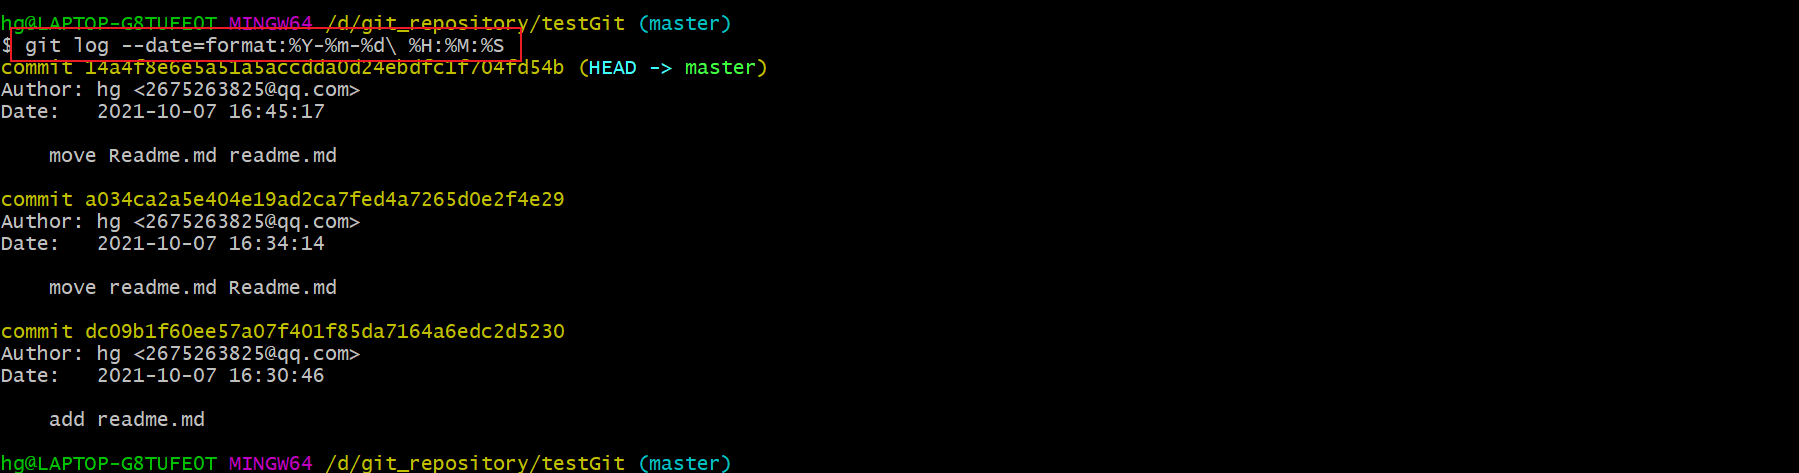 hg@LAPTOP-G8TUFE0T MINGW64 /d/git_repository/testGit (master)
$ git log --date=format:%Y-%m-%d\ %H:%M:%S
commit 14a4f8e6e5a51a5accdda0d24ebdfc1f704fd54b (HEAD -> master)
Author: hg <2675263825@qq.com>
Date:   2021-10-07 16:45:17
    move Readme.md readme.md
commit a034ca2a5e404e19ad2ca7fed4a7265d0e2f4e29
Author: hg <2675263825@qq.com>
Date:   2021-10-07 16:34:14
    move readme.md Readme.md
commit dc09b1f60ee57a07f401f85da7164a6edc2d5230
Author: hg <2675263825@qq.com>
Date:   2021-10-07 16:30:46
    add readme.md
hg@LAPTOP-G8TUFE0T MINGW64 /d/git_repository/testGit (master)